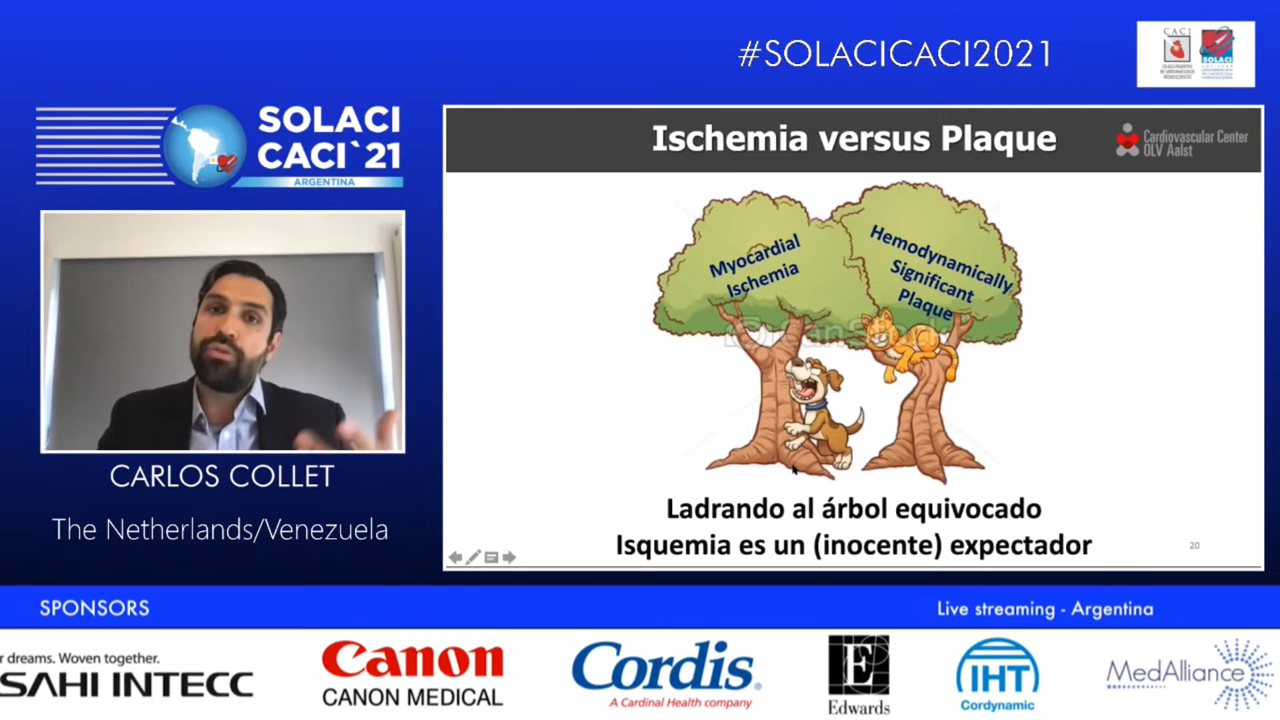 #SOLACICACI2021
CACI
SOLACI
SOLACI
CACI`21
ARGENTINA
Ischemia versus Plaque
Cardiovascular Center
OLV Aalst
Myocardial
Ischemia
Hemodynamically
Significant
Plaque
Ladrando al árbol equivocado
Isquemia es un (inocente) expectador
20
CARLOS COLLET
The Netherlands/Venezuela
SPONSORS
Live streaming - Argentina
r dreams. Woven together.
SAHI INTECC
Canon
CANON MEDICAL
Cordis.
A Cardinal Health company
E
Edwards
IHT
Cordynamic
MedAlliance